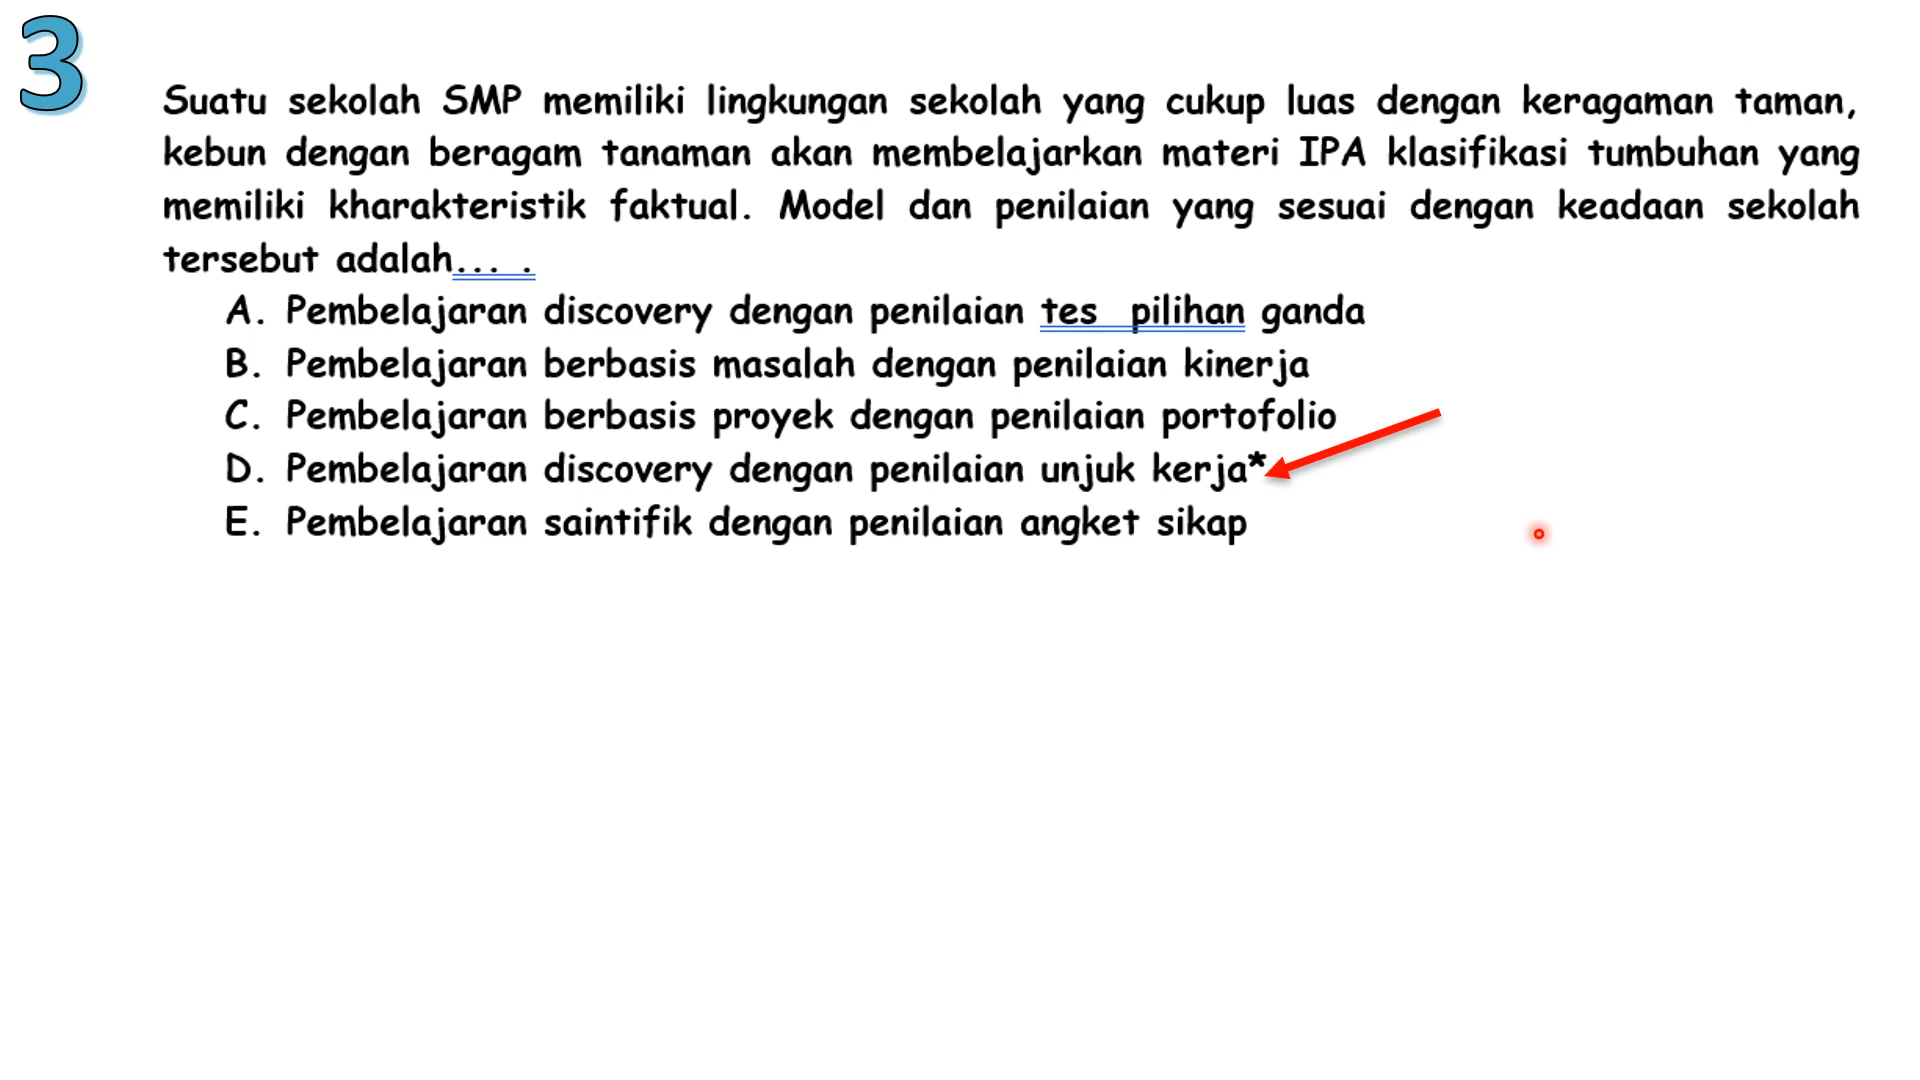 3
Suatu sekolah SMP memiliki lingkungan sekolah yang cukup luas dengan keragaman taman,
kebun dengan beragam tanaman akan membelajarkan materi IPA klasifikasi tumbuhan yang
memiliki kharakteristik faktual. Model dan penilaian yang sesuai dengan keadaan sekolah
tersebut adalah... .
A. Pembelajaran discovery dengan penilaian tes pilihan ganda
B. Pembelajaran berbasis masalah dengan penilaian kinerja
C. Pembelajaran berbasis proyek dengan penilaian portofolio
D. Pembelajaran discovery dengan penilaian unjuk kerja*
E. Pembelajaran saintifik dengan penilaian angket sikap